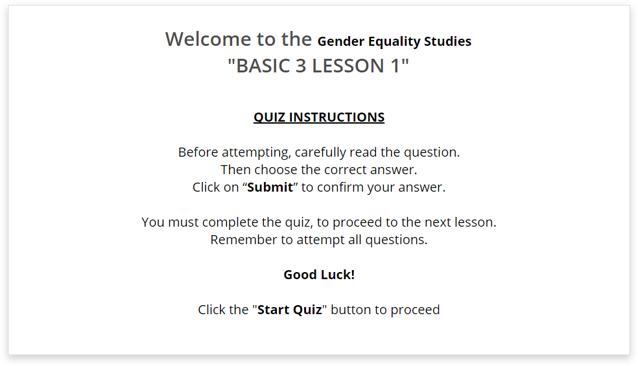 Welcome to the Gender Equality Studies
"BASIC 3 LESSON 1"
QUIZ INSTRUCTIONS
Before attempting, carefully read the question.
Then choose the correct answer.
Click on “Submit” to confirm your answer.
You must complete the quiz, to proceed to the next lesson.
Remember to attempt all questions.
Good Luck!
Click the "Start Quiz" button to proceed